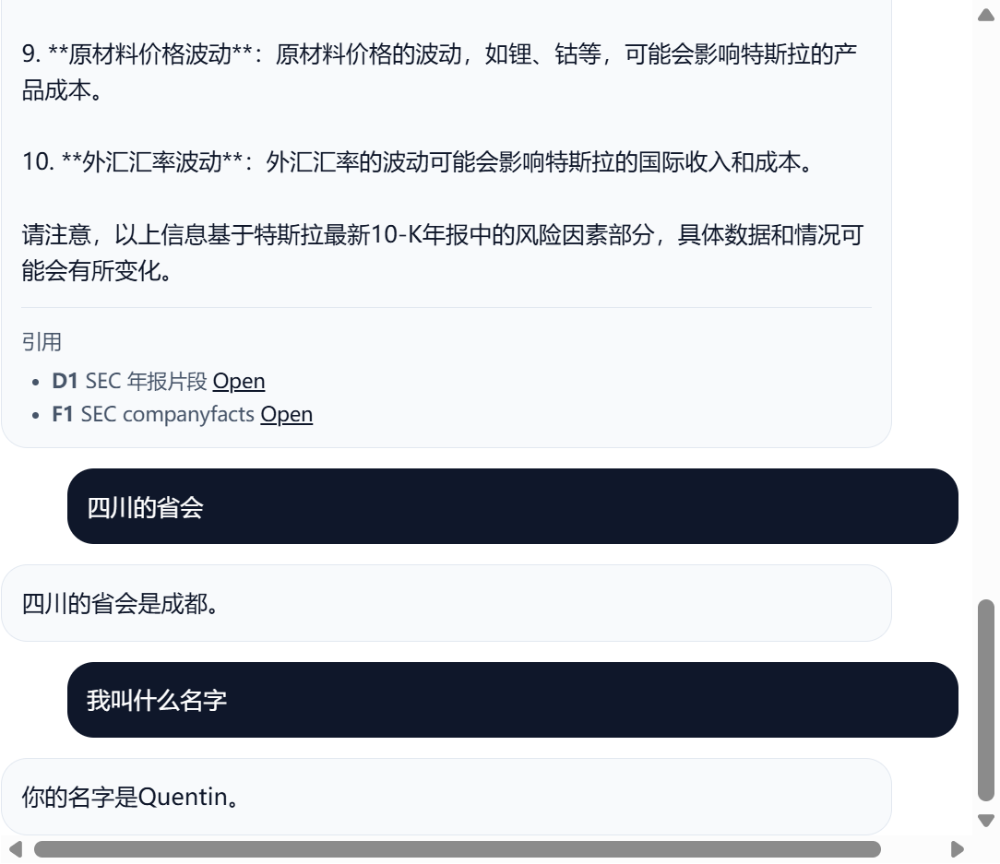 9. **原材料价格波动**：原材料价格的波动，如锂、钴等，可能会影响特斯拉的产
品成本。
10. **外汇汇率波动**：外汇汇率的波动可能会影响特斯拉的国际收入和成本。
请注意，以上信息基于特斯拉最新10-K年报中的风险因素部分，具体数据和情况可
能会有所变化。
引用
• D1 SEC 年报片段 Open
• F1 SEC companyfacts Open
四川的省会
四川的省会是成都。
我叫什么名字
你的名字是Quentin。